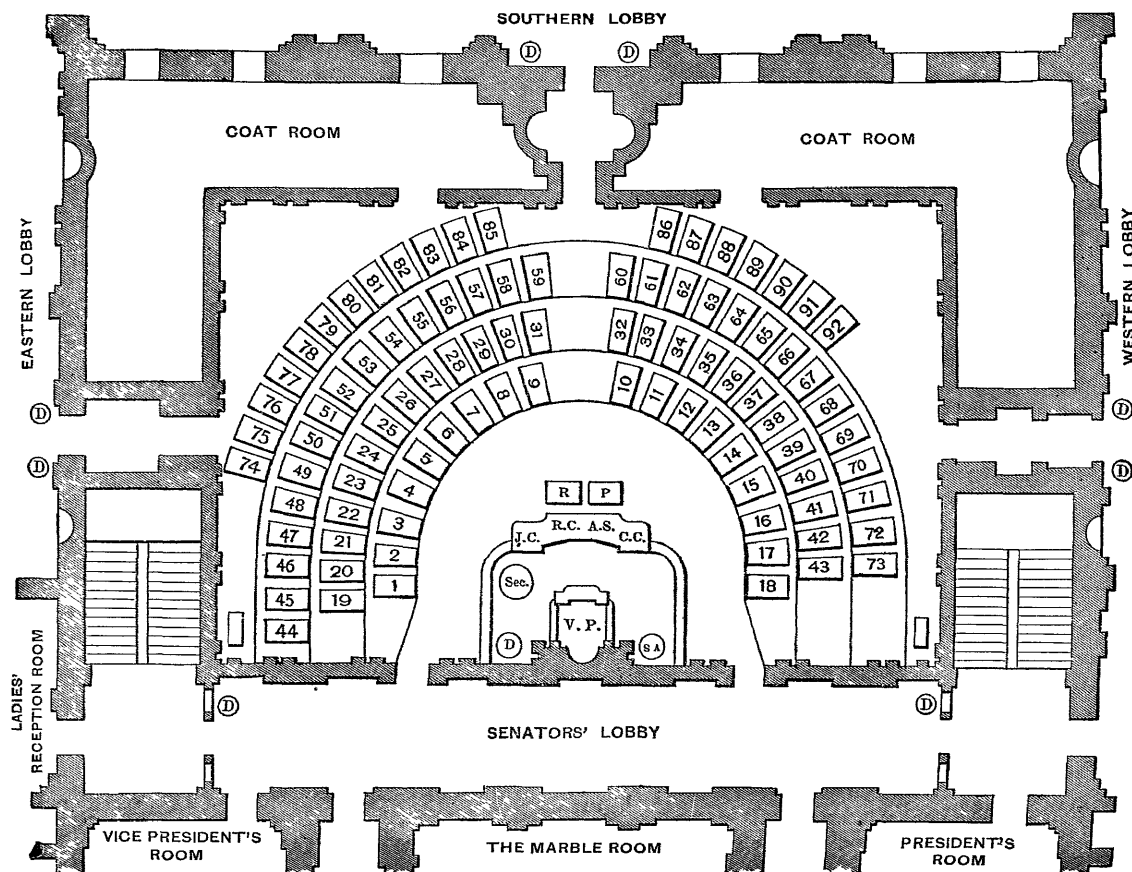 SOUTHERN LOBBY
D
D
COAT ROOM
COAT ROOM
EASTERN LOBBY
WESTERN LOBBY
D
D
D
D
74 75 76 77 78 79 80 81 82 83 84 85
86 87 88 89 90 91 92
44 45 46 47 48 49 50 51 52 53 54 55 56 57 58 59
60 61 62 63 64 65 66 67 68 69 70 71 72 73
19 20 21 22 23 24 25 26 27 28 29 30 31
32 33 34 35 36 37 38 39 40 41 42 43
1 2 3 4 5 6 7 8 9
10 11 12 13 14 15 16 17 18
R P
J.C. R.C. A.S. C.C.
Sec.
V. P.
D
S A
LADIES'
RECEPTION ROOM
D
D
SENATORS' LOBBY
VICE PRESIDENT'S
ROOM
THE MARBLE ROOM
PRESIDENT'S
ROOM